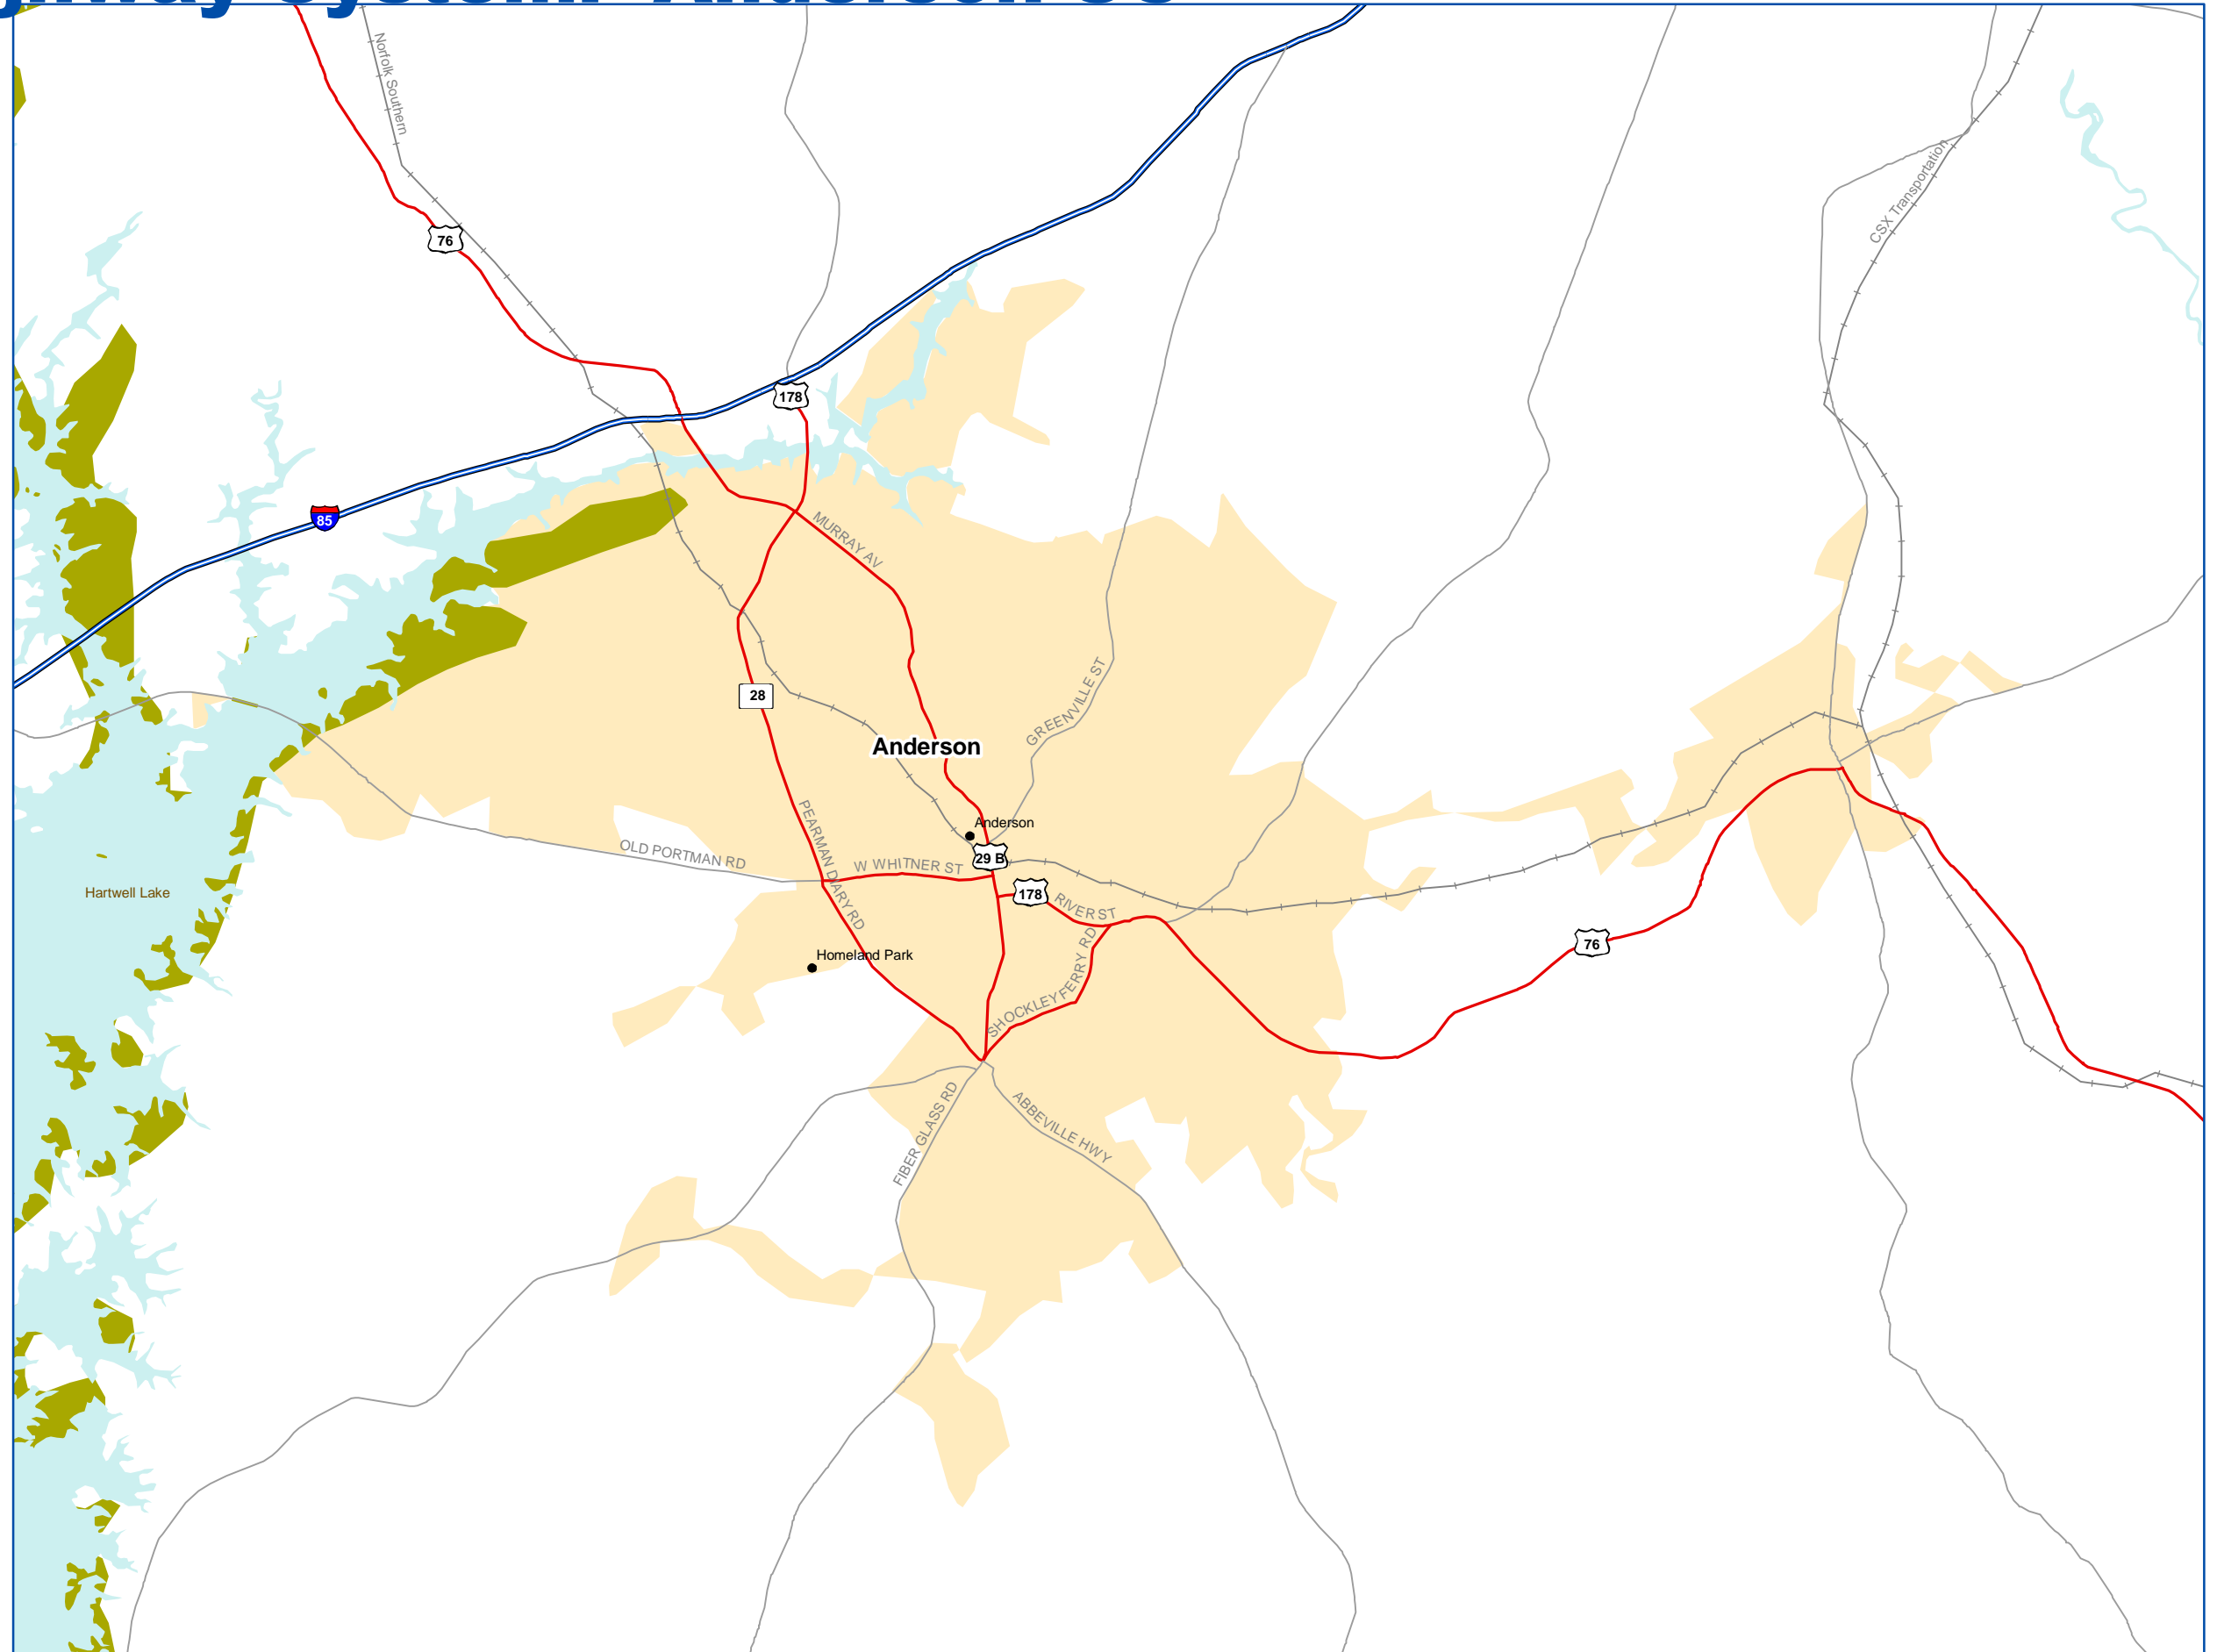 Norfolk Southern
CSX Transportation
76
178
85
MURRAY AV
28
GREENVILLE ST
Anderson
PEARMAN DIARY RD
Anderson
OLD PORTMAN RD
W WHITNER ST
29 B
178
RIVER ST
Hartwell Lake
76
Homeland Park
SHOCKLEY FERRY RD
FIBER GLASS RD
ABBEVILLE HWY